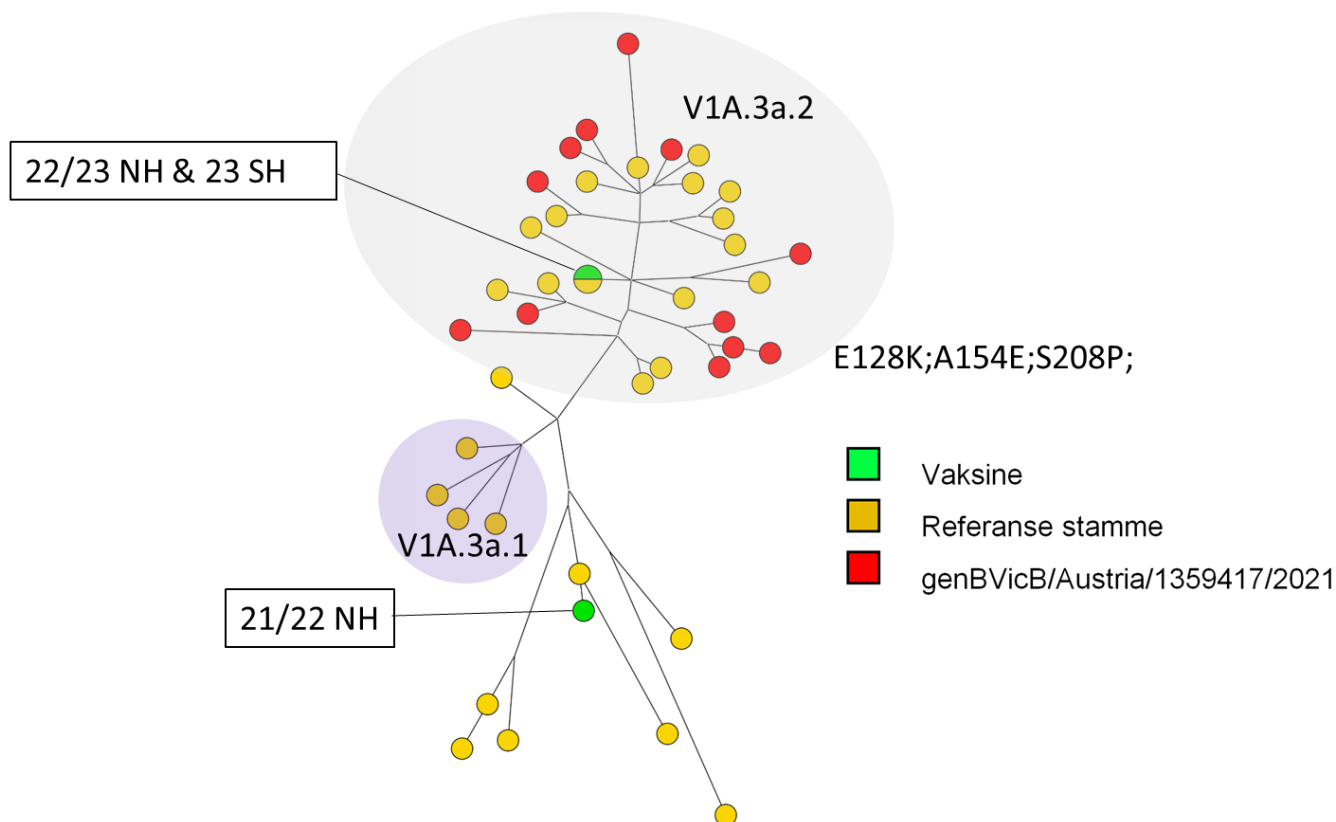 V1A.3a.2
22/23 NH & 23 SH
E128K;A154E;S208P;
V1A.3a.1
21/22 NH
Vaksine
Referanse stamme
genBVicB/Austria/1359417/2021